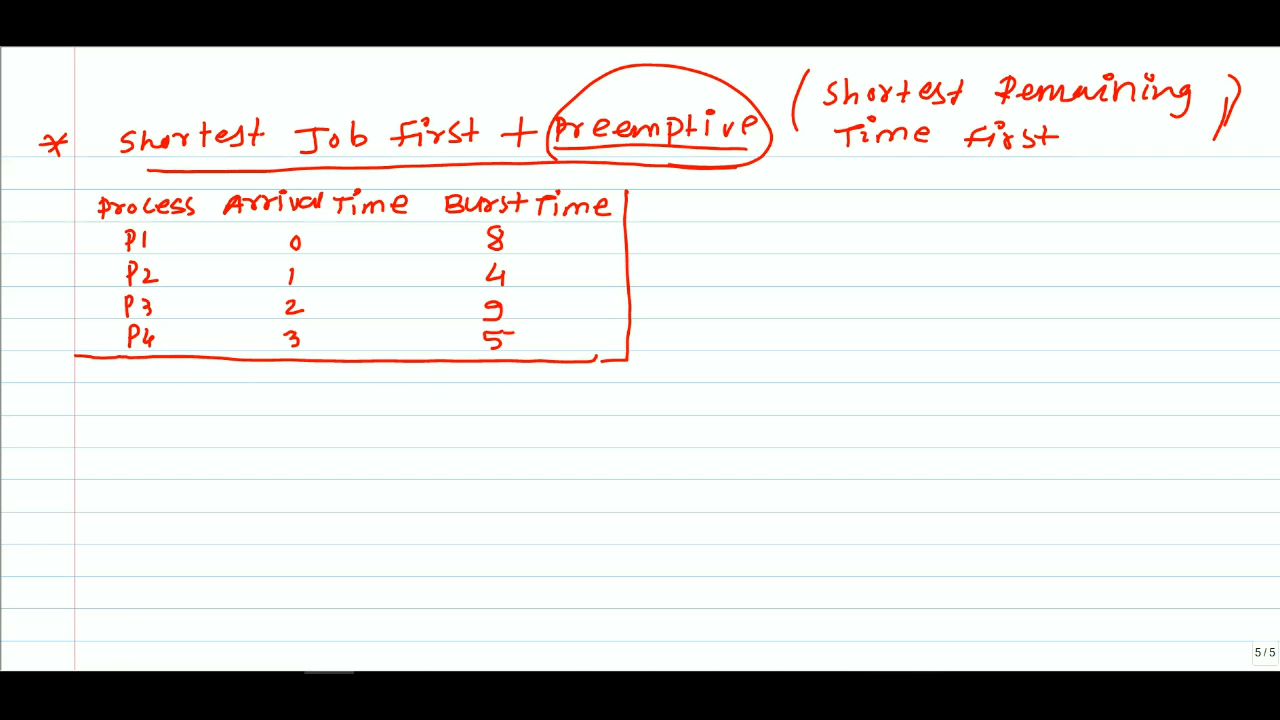 * Shortest Job First + Preemptive (Shortest Remaining Time First)
Process Arrival Time Burst Time
P1 0 8
P2 1 4
P3 2 9
P4 3 5
5 / 5